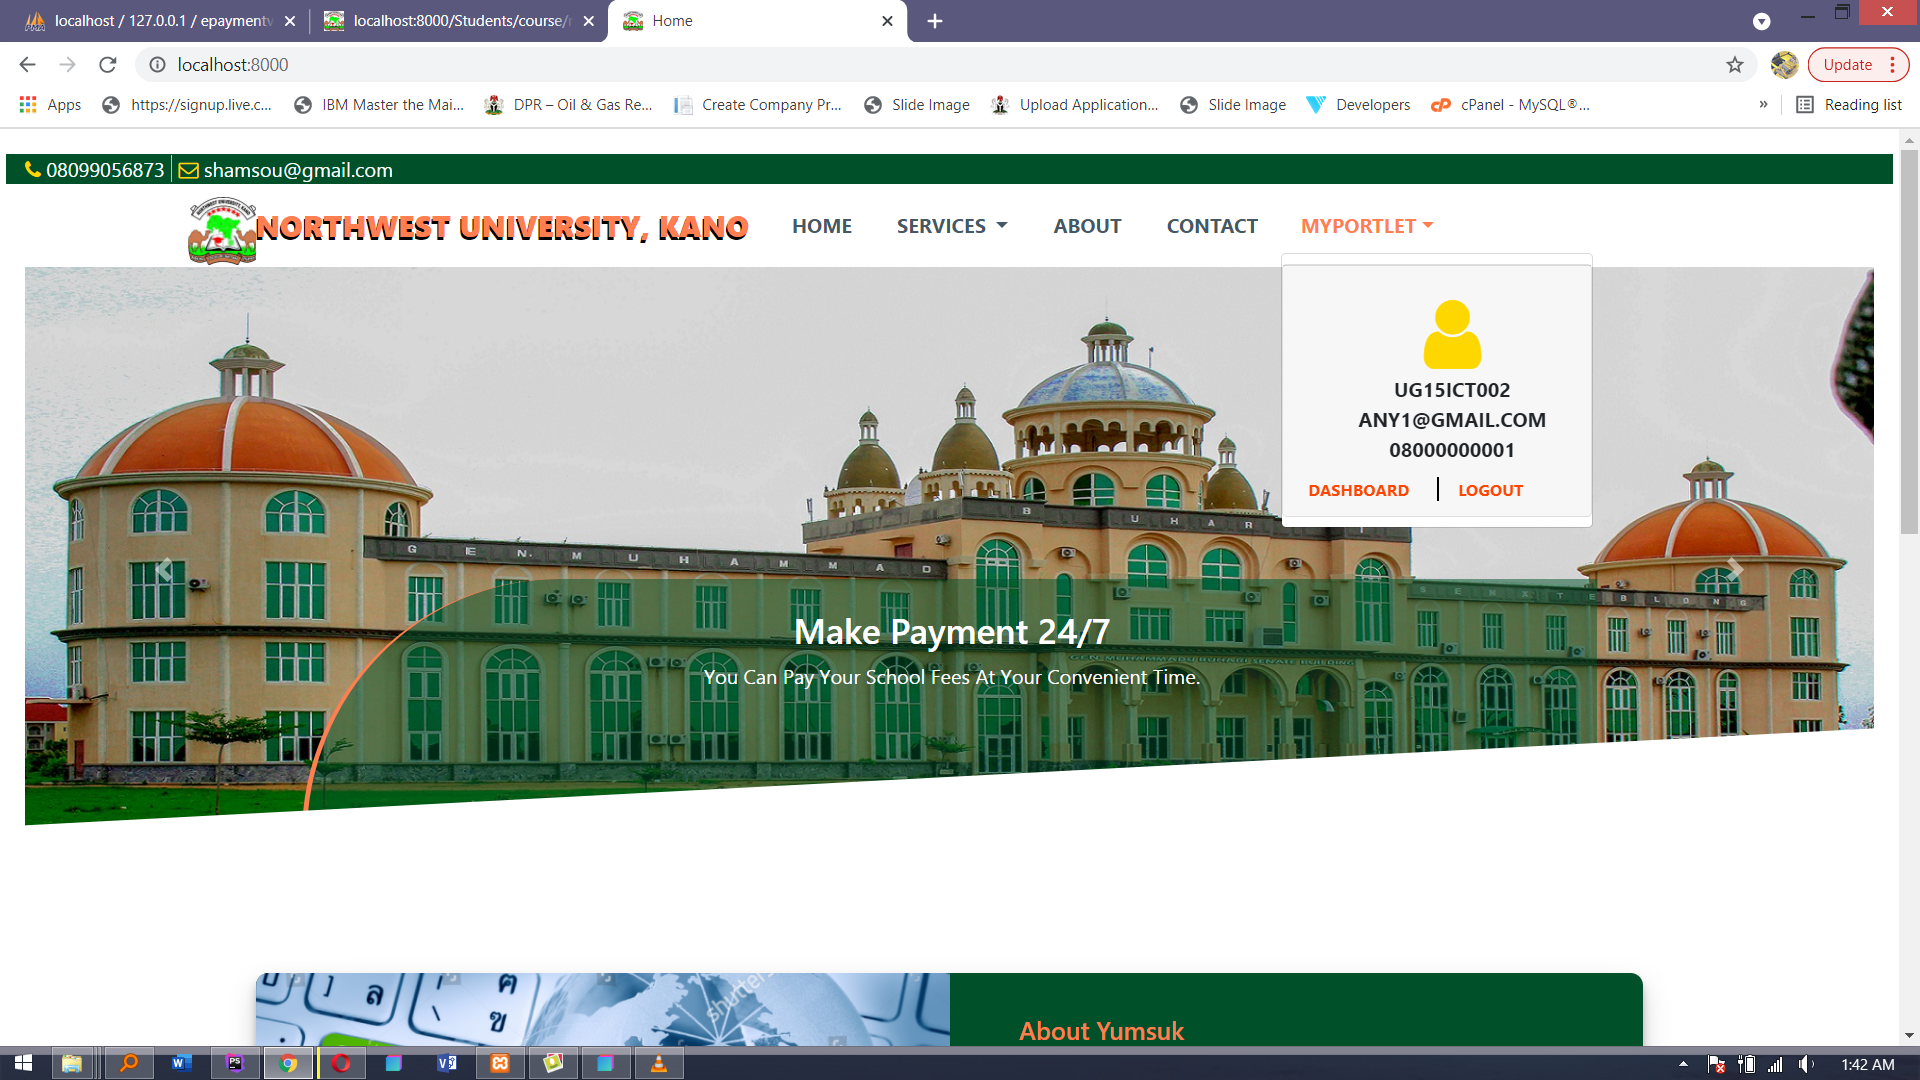 localhost / 127.0.0.1 / epayment
localhost:8000/Students/course/
Home
localhost:8000
Update
Apps
https://signup.live.c...
IBM Master the Mai...
DPR – Oil & Gas Re...
Create Company Pr...
Slide Image
Upload Application...
Slide Image
Developers
cPanel - MySQL®...
»
Reading list
08099056873
shamsou@gmail.com
NORTHWEST UNIVERSITY, KANO
HOME
SERVICES
ABOUT
CONTACT
MYPORTLET
UG15ICT002
ANY1@GMAIL.COM
08000000001
DASHBOARD
LOGOUT
GEN. MUHAMMAD
BUHAR
Make Payment 24/7
You Can Pay Your School Fees At Your Convenient Time.
About Yumsuk
1:42 AM